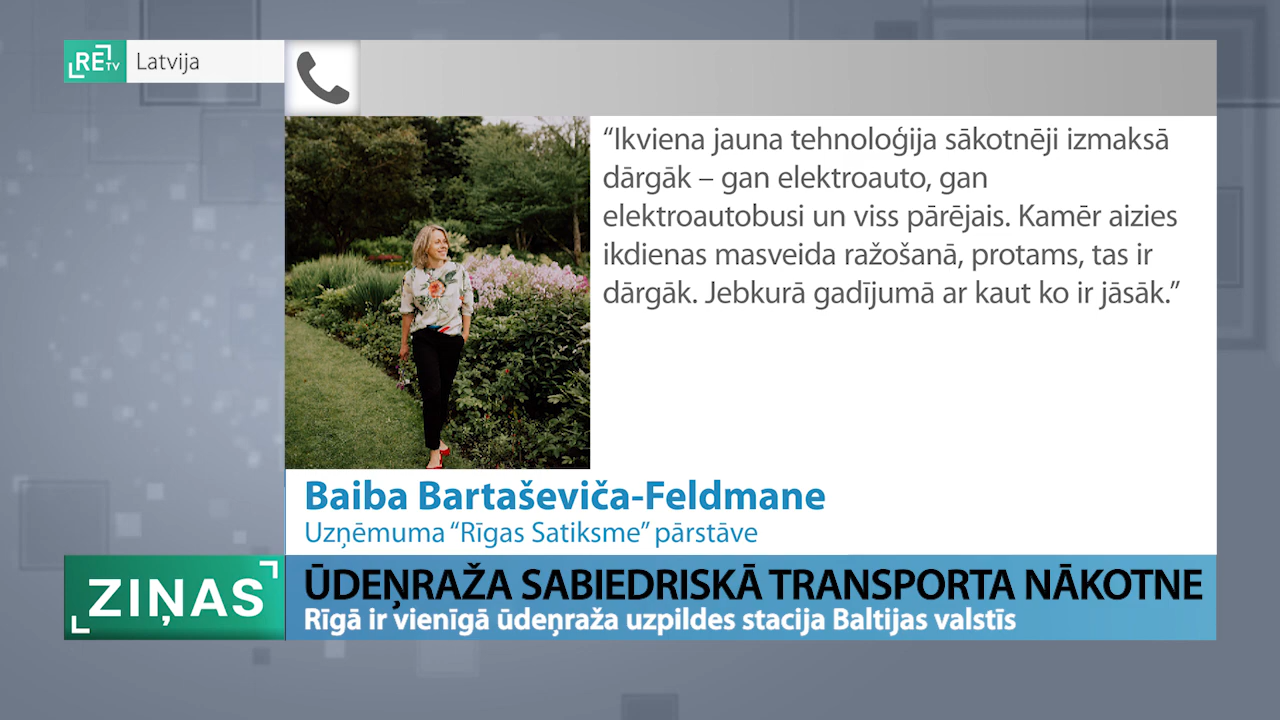 RE TV Latvija
“Ikviena jauna tehnoloģija sākotnēji izmaksā
dārgāk – gan elektroauto, gan
elektroautobusi un viss pārējais. Kamēr aizies
ikdienas masveida ražošanā, protams, tas ir
dārgāk. Jebkurā gadījumā ar kaut ko ir jāsāk.”
Baiba Bartaševiča-Feldmane
Uzņēmuma “Rīgas Satiksme” pārstāve
ZIŅAS
ŪDEŅRAŽA SABIEDRISKĀ TRANSPORTA NĀKOTNE
Rīgā ir vienīgā ūdeņraža uzpildes stacija Baltijas valstīs